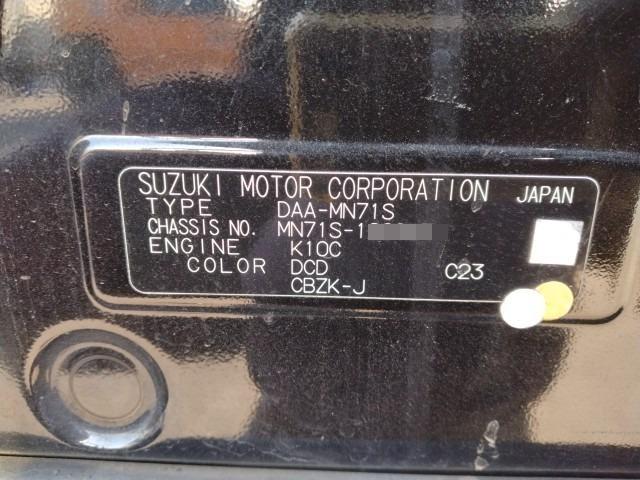 SUZUKI MOTOR CORPORATION JAPAN
TYPE DAA-MN71S
CHASSIS NO. MN71S-1
ENGINE K10C
COLOR DCD C23
CBZK-J